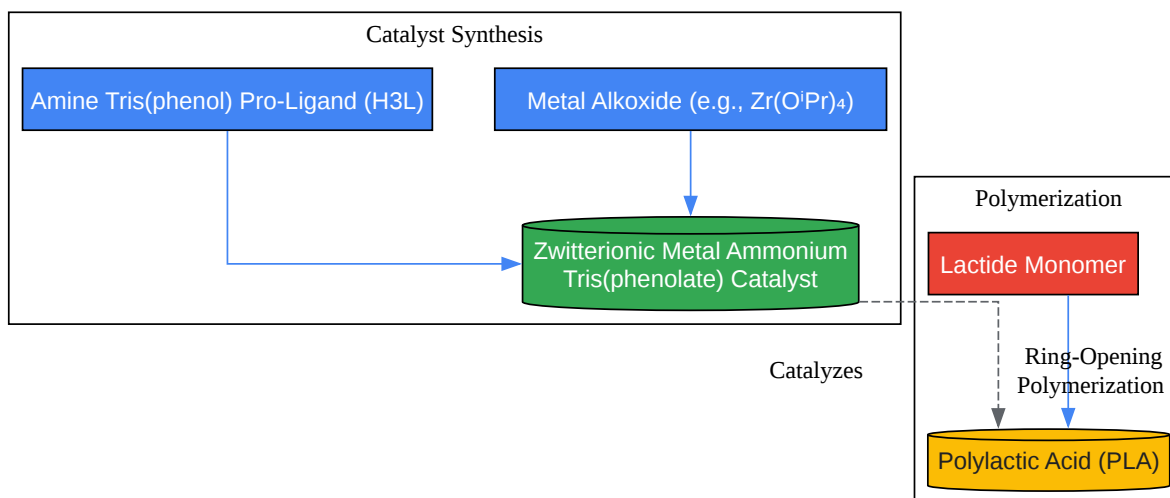 Catalyst Synthesis
Amine Tris(phenol) Pro-Ligand (H3L)
Metal Alkoxide (e.g., Zr(OⁱPr)₄)
Zwitterionic Metal Ammonium
Tris(phenolate) Catalyst
Polymerization
Lactide Monomer
Catalyzes
Ring-Opening
Polymerization
Polylactic Acid (PLA)